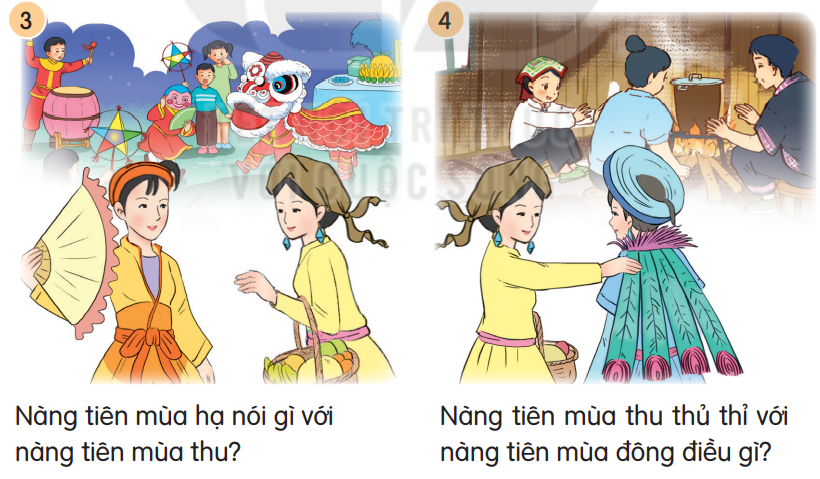 3
Nàng tiên mùa hạ nói gì với
nàng tiên mùa thu?
4
Nàng tiên mùa thu thủ thỉ với
nàng tiên mùa đông điều gì?